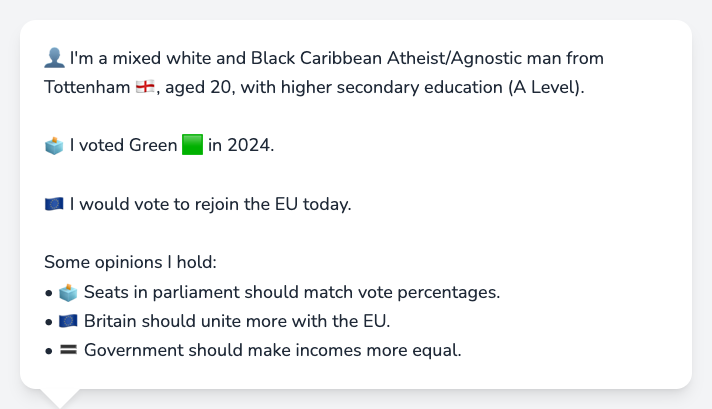 👤 I'm a mixed white and Black Caribbean Atheist/Agnostic man from
Tottenham 🏴󠁧󠁢󠁥󠁮󠁧󠁿, aged 20, with higher secondary education (A Level).
🗳️ I voted Green 🟩 in 2024.
🇪🇺 I would vote to rejoin the EU today.
Some opinions I hold:
• 🗳️ Seats in parliament should match vote percentages.
• 🇪🇺 Britain should unite more with the EU.
• 🟰 Government should make incomes more equal.